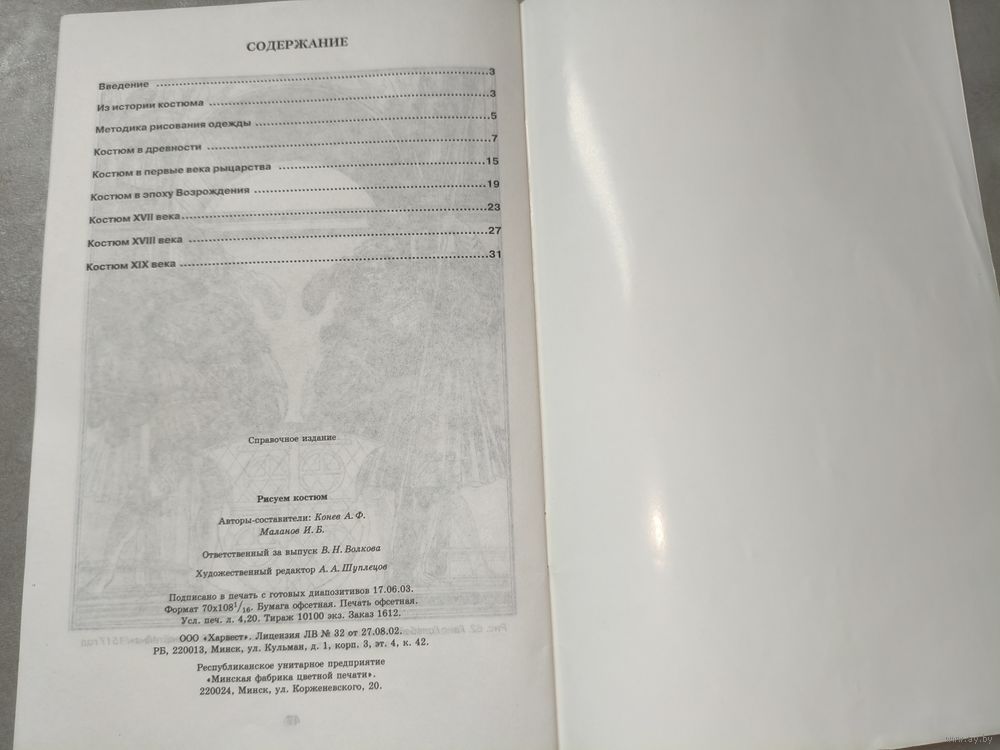 СОДЕРЖАНИЕ
Введение ..........3
Из истории костюма ..........3
Методика рисования одежды ..........5
Костюм в древности ..........7
Костюм в первые века рыцарства ..........15
Костюм в эпоху Возрождения ..........19
Костюм XVII века..........23
Костюм XVIII века ..........27
Костюм XIX века ..........31
Справочное издание
Рисуем костюм
Авторы-составители: Конев А. Ф.
Маланов И. Б.
Ответственный за выпуск В. Н. Волкова
Художественный редактор А. А. Шуплецов
Подписано в печать с готовых диапозитивов 17.06.03.
Формат 70х108 1/16. Бумага офсетная. Печать офсетная.
Усл. печ. л. 4,20. Тираж 10100 экз. Заказ 1612.
ООО «Харвест». Лицензия ЛВ № 32 от 27.08.02.
РБ, 220013, Минск, ул. Кульман, д. 1, корп. 3, эт. 4, к. 42.
Республиканское унитарное предприятие
«Минская фабрика цветной печати».
220024, Минск, ул. Корженевского, 20.
www.ay.by